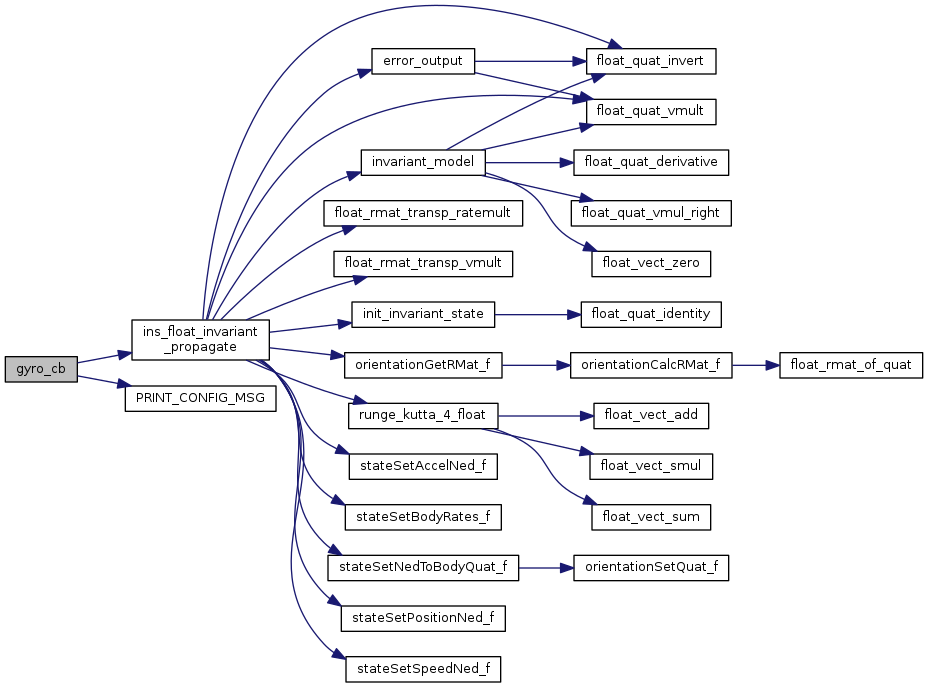 gyro_cb
ins_float_invariant
_propagate
PRINT_CONFIG_MSG
error_output
invariant_model
float_rmat_transp_ratemult
float_rmat_transp_vmult
init_invariant_state
orientationGetRMat_f
runge_kutta_4_float
stateSetAccelNed_f
stateSetBodyRates_f
stateSetNedToBodyQuat_f
stateSetPositionNed_f
stateSetSpeedNed_f
float_quat_invert
float_quat_vmult
float_quat_derivative
float_quat_vmul_right
float_vect_zero
float_quat_identity
orientationCalcRMat_f
float_vect_add
float_vect_smul
float_vect_sum
orientationSetQuat_f
float_rmat_of_quat